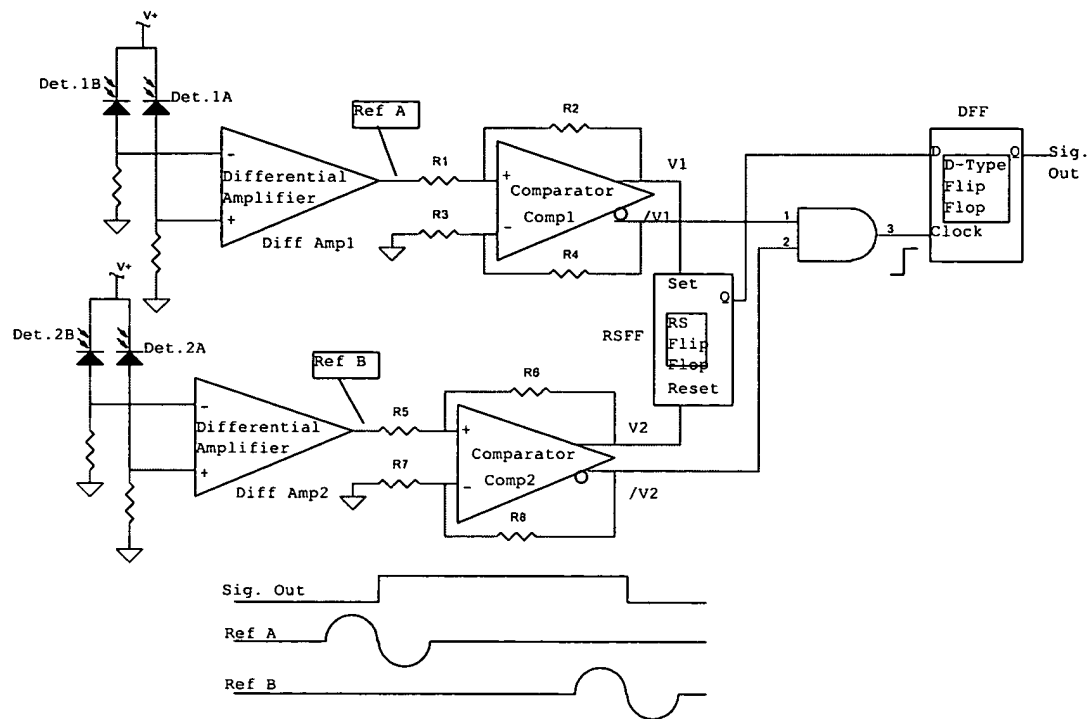 V+
Det.1B
Det.1A
Ref A
R2
DFF
R1
V1
D
Q
Sig.
Out
D-Type
Flip
Flop
Clock
-
Differential
Amplifier
+
Diff Amp1
+
Comparator
Comp1
-
/V1
R3
R4
1
2
3
V+
Set
Q
RSFF
RS
Flip
Flop
Reset
Det.2B
Det.2A
Ref B
R6
R5
V2
-
Differential
Amplifier
+
Diff Amp2
+
Comparator
Comp2
-
R7
/V2
R8
Sig. Out
Ref A
Ref B